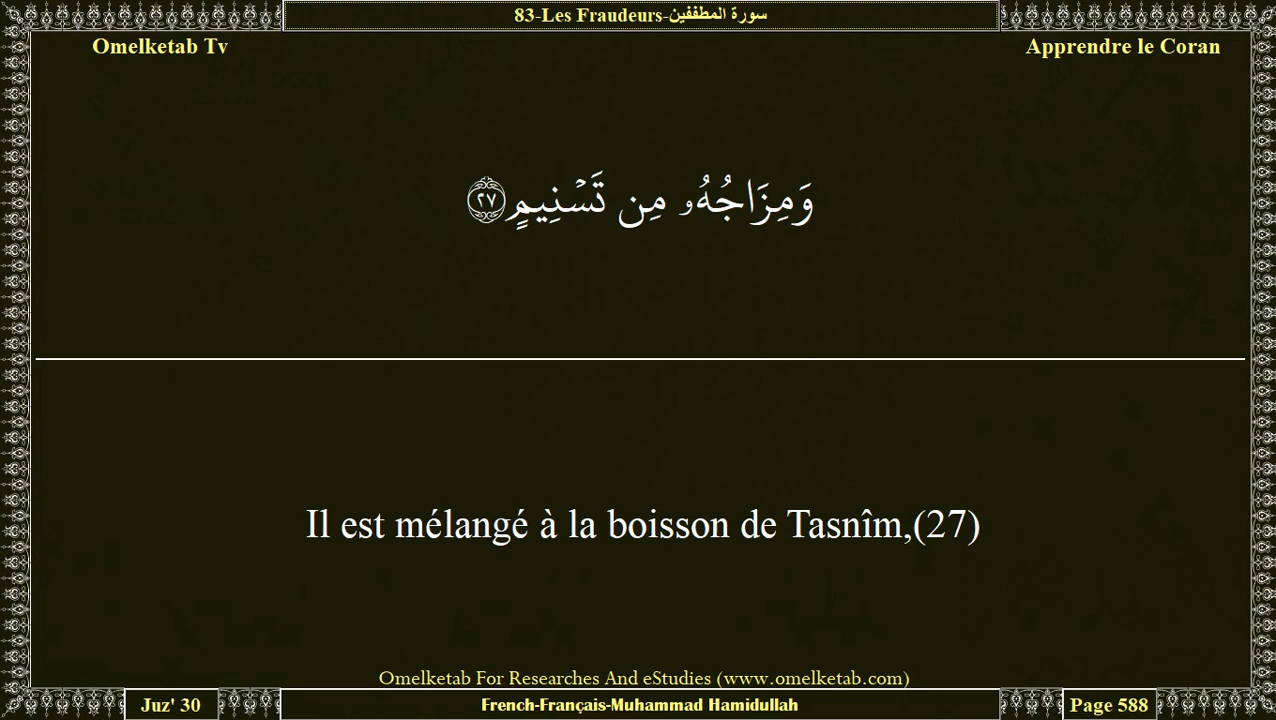 83-Les Fraudeurs-سورة المطففين
Omelketab Tv
Apprendre le Coran
وَمِزَاجُهُۥ مِن تَسْنِيمٍ ٢٧
Il est mélangé à la boisson de Tasnîm,(27)
Omelketab For Researches And eStudies (www.omelketab.com)
Juz' 30
French-Français-Muhammad Hamidullah
Page 588